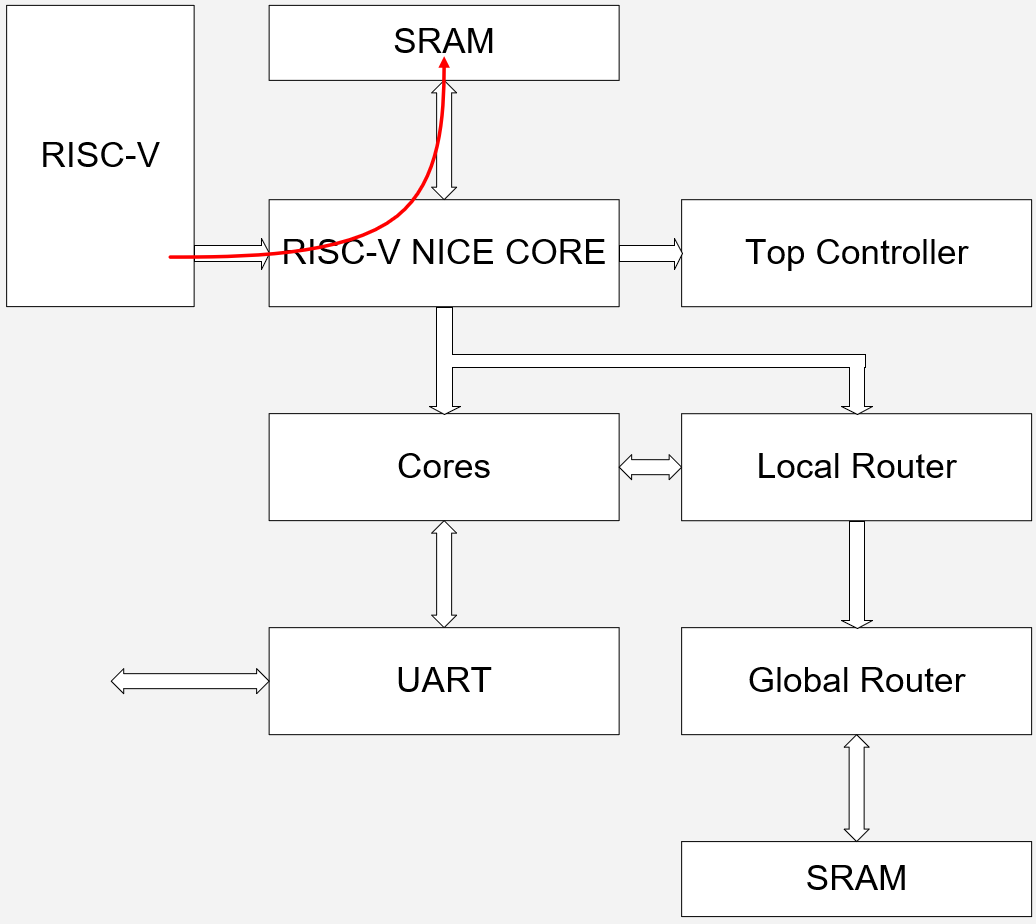 SRAM
RISC-V
RISC-V NICE CORE
Top Controller
Cores
Local Router
UART
Global Router
SRAM